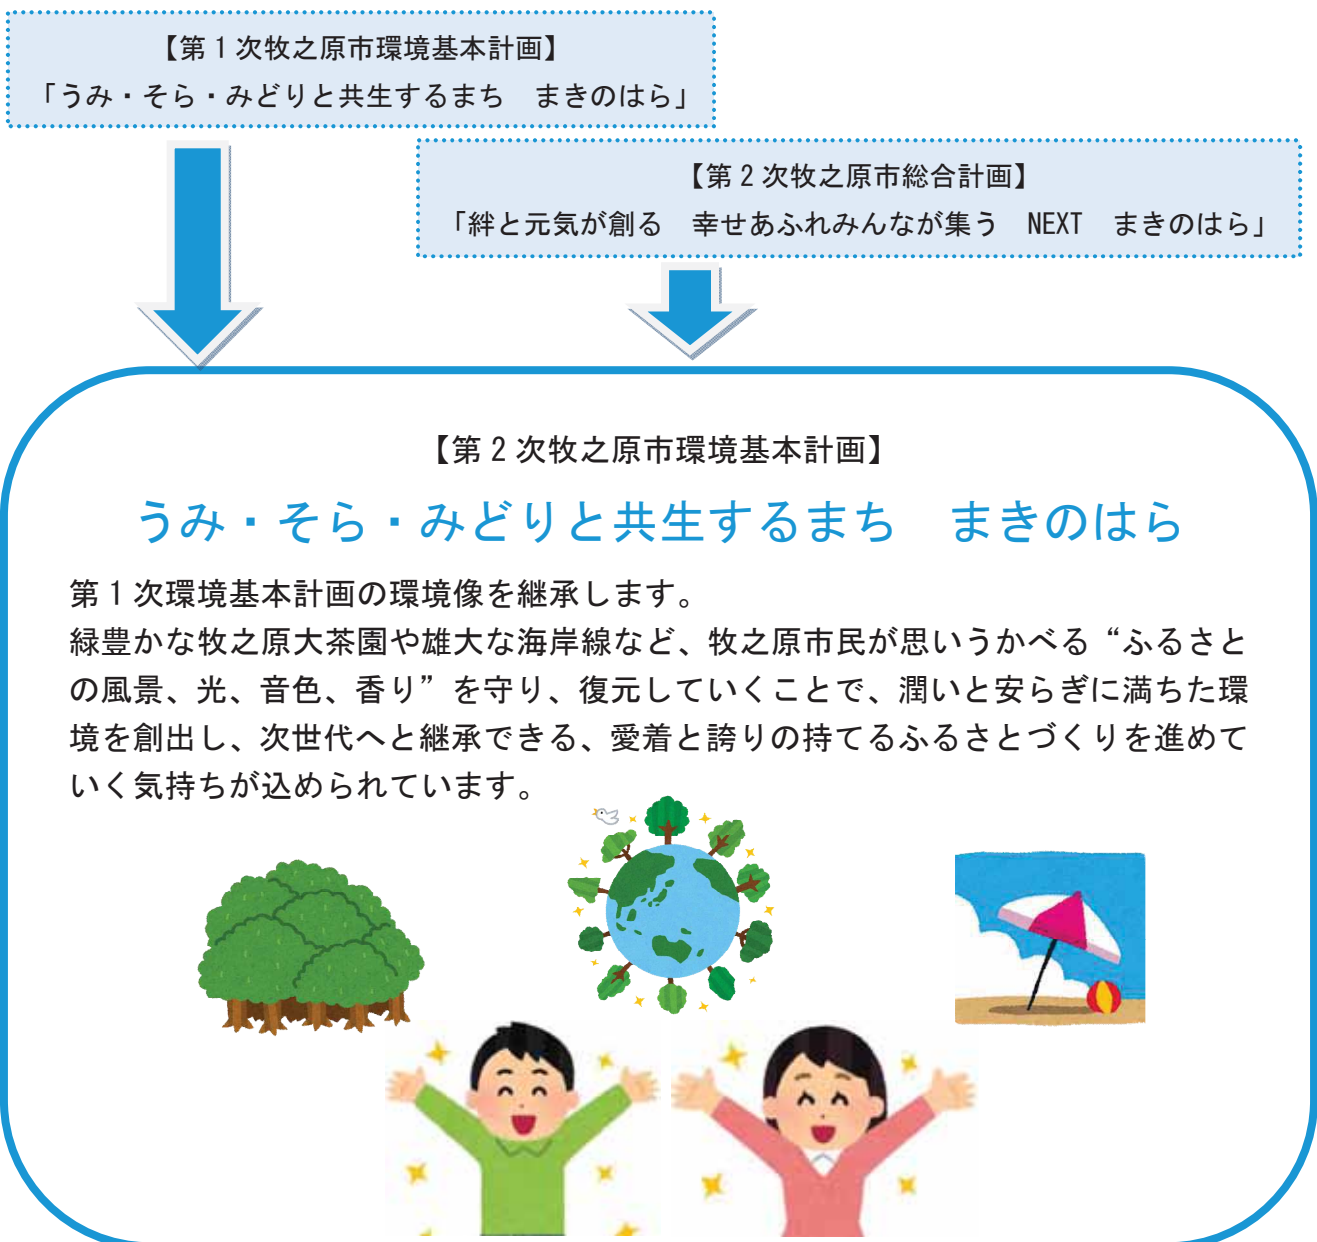 【第1次牧之原市環境基本計画】
「うみ・そら・みどりと共生するまち　まきのはら」
【第2次牧之原市総合計画】
「絆と元気が創る　幸せあふれみんなが集う　NEXT　まきのはら」
【第2次牧之原市環境基本計画】
うみ・そら・みどりと共生するまち　まきのはら
第1次環境基本計画の環境像を継承します。
緑豊かな牧之原大茶園や雄大な海岸線など、牧之原市民が思いうかべる“ふるさと
の風景、光、音色、香り”を守り、復元していくことで、潤いと安らぎに満ちた環
境を創出し、次世代へと継承できる、愛着と誇りの持てるふるさとづくりを進めて
いく気持ちが込められています。